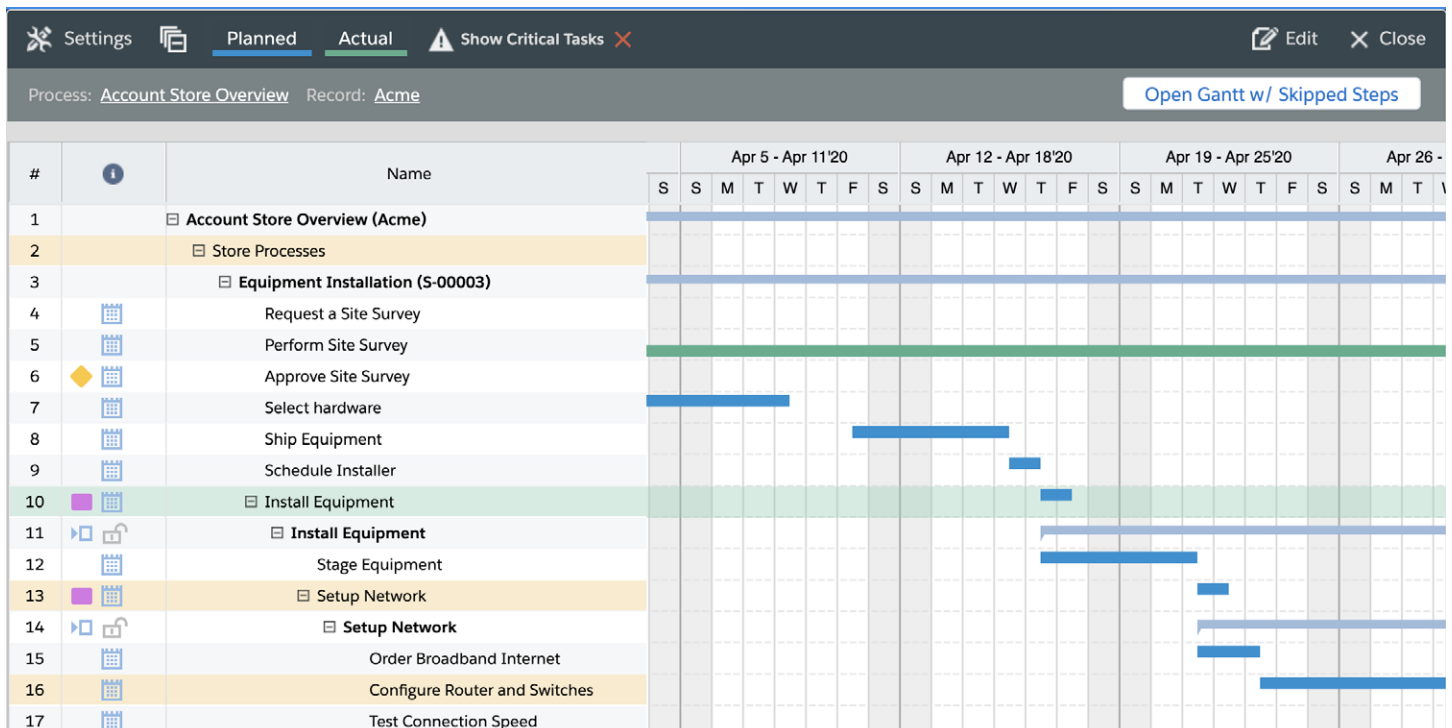 Settings Planned Actual Show Critical Tasks Edit Close
Process: Account Store Overview Record: Acme Open Gantt w/ Skipped Steps
Apr 5 - Apr 11'20 Apr 12 - Apr 18'20 Apr 19 - Apr 25'20 Apr 26 -
# i Name S S M T W T F S S M T W T F S S M T W T F S S M T W
1 Account Store Overview (Acme)
2 Store Processes
3 Equipment Installation (S-00003)
4 Request a Site Survey
5 Perform Site Survey
6 Approve Site Survey
7 Select hardware
8 Ship Equipment
9 Schedule Installer
10 Install Equipment
11 Install Equipment
12 Stage Equipment
13 Setup Network
14 Setup Network
15 Order Broadband Internet
16 Configure Router and Switches
17 Test Connection Speed